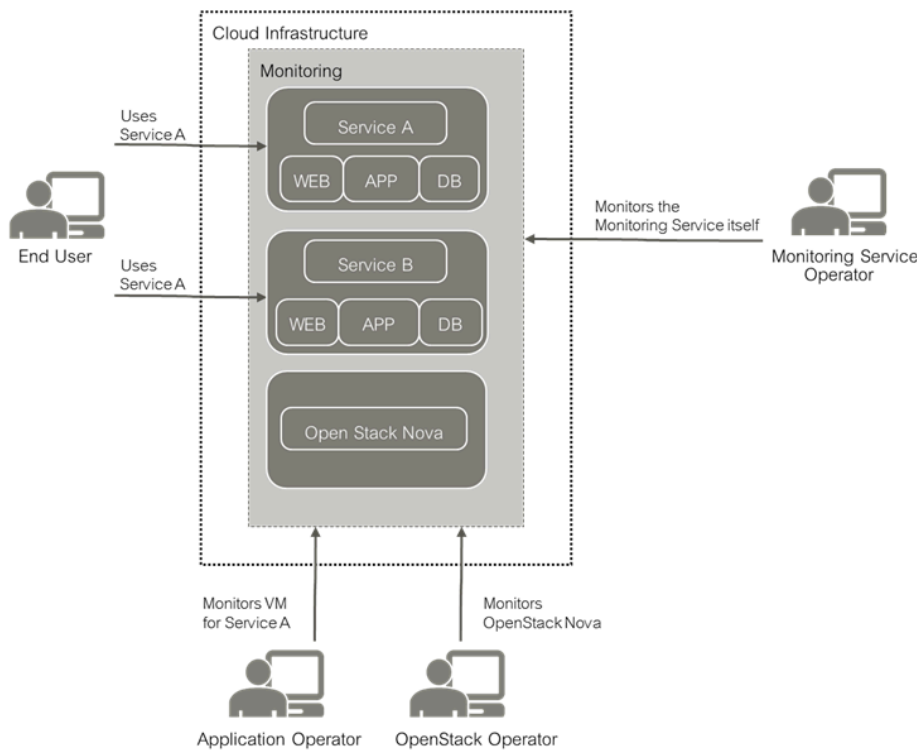 Cloud Infrastructure
Monitoring
Uses
Service A
Service A
WEB
APP
DB
End User
Monitors the
Monitoring Service itself
Monitoring Service
Operator
Uses
Service A
Service B
WEB
APP
DB
Open Stack Nova
Monitors VM
for Service A
Monitors
OpenStack Nova
Application Operator
OpenStack Operator